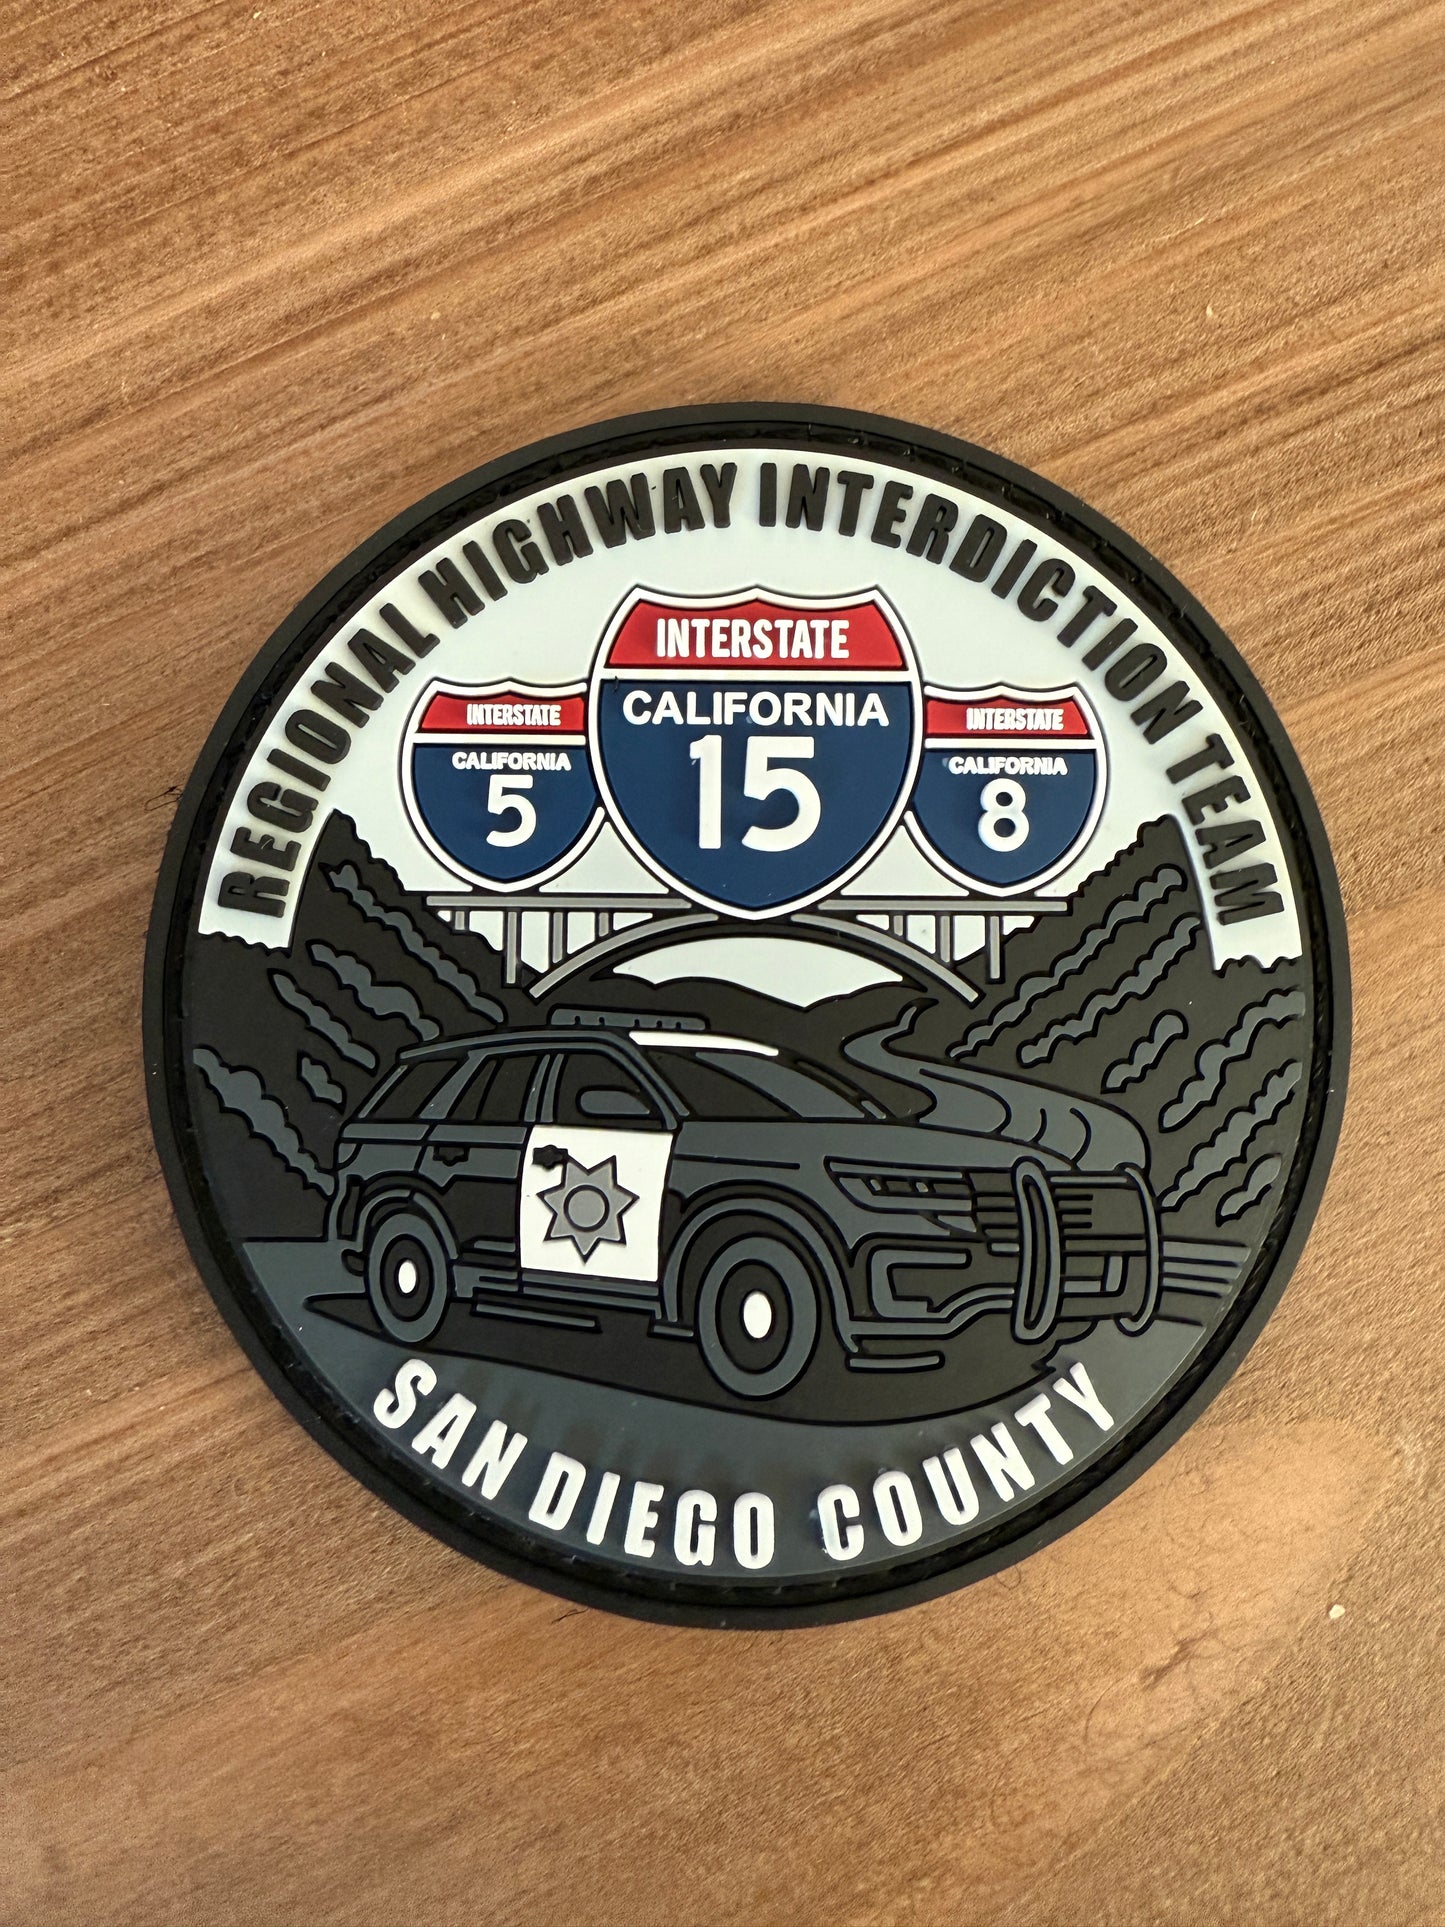 REGIONAL HIGHWAY INTERDICTION TEAM
INTERSTATE
CALIFORNIA
5
INTERSTATE
CALIFORNIA
15
INTERSTATE
CALIFORNIA
8
SAN DIEGO COUNTY